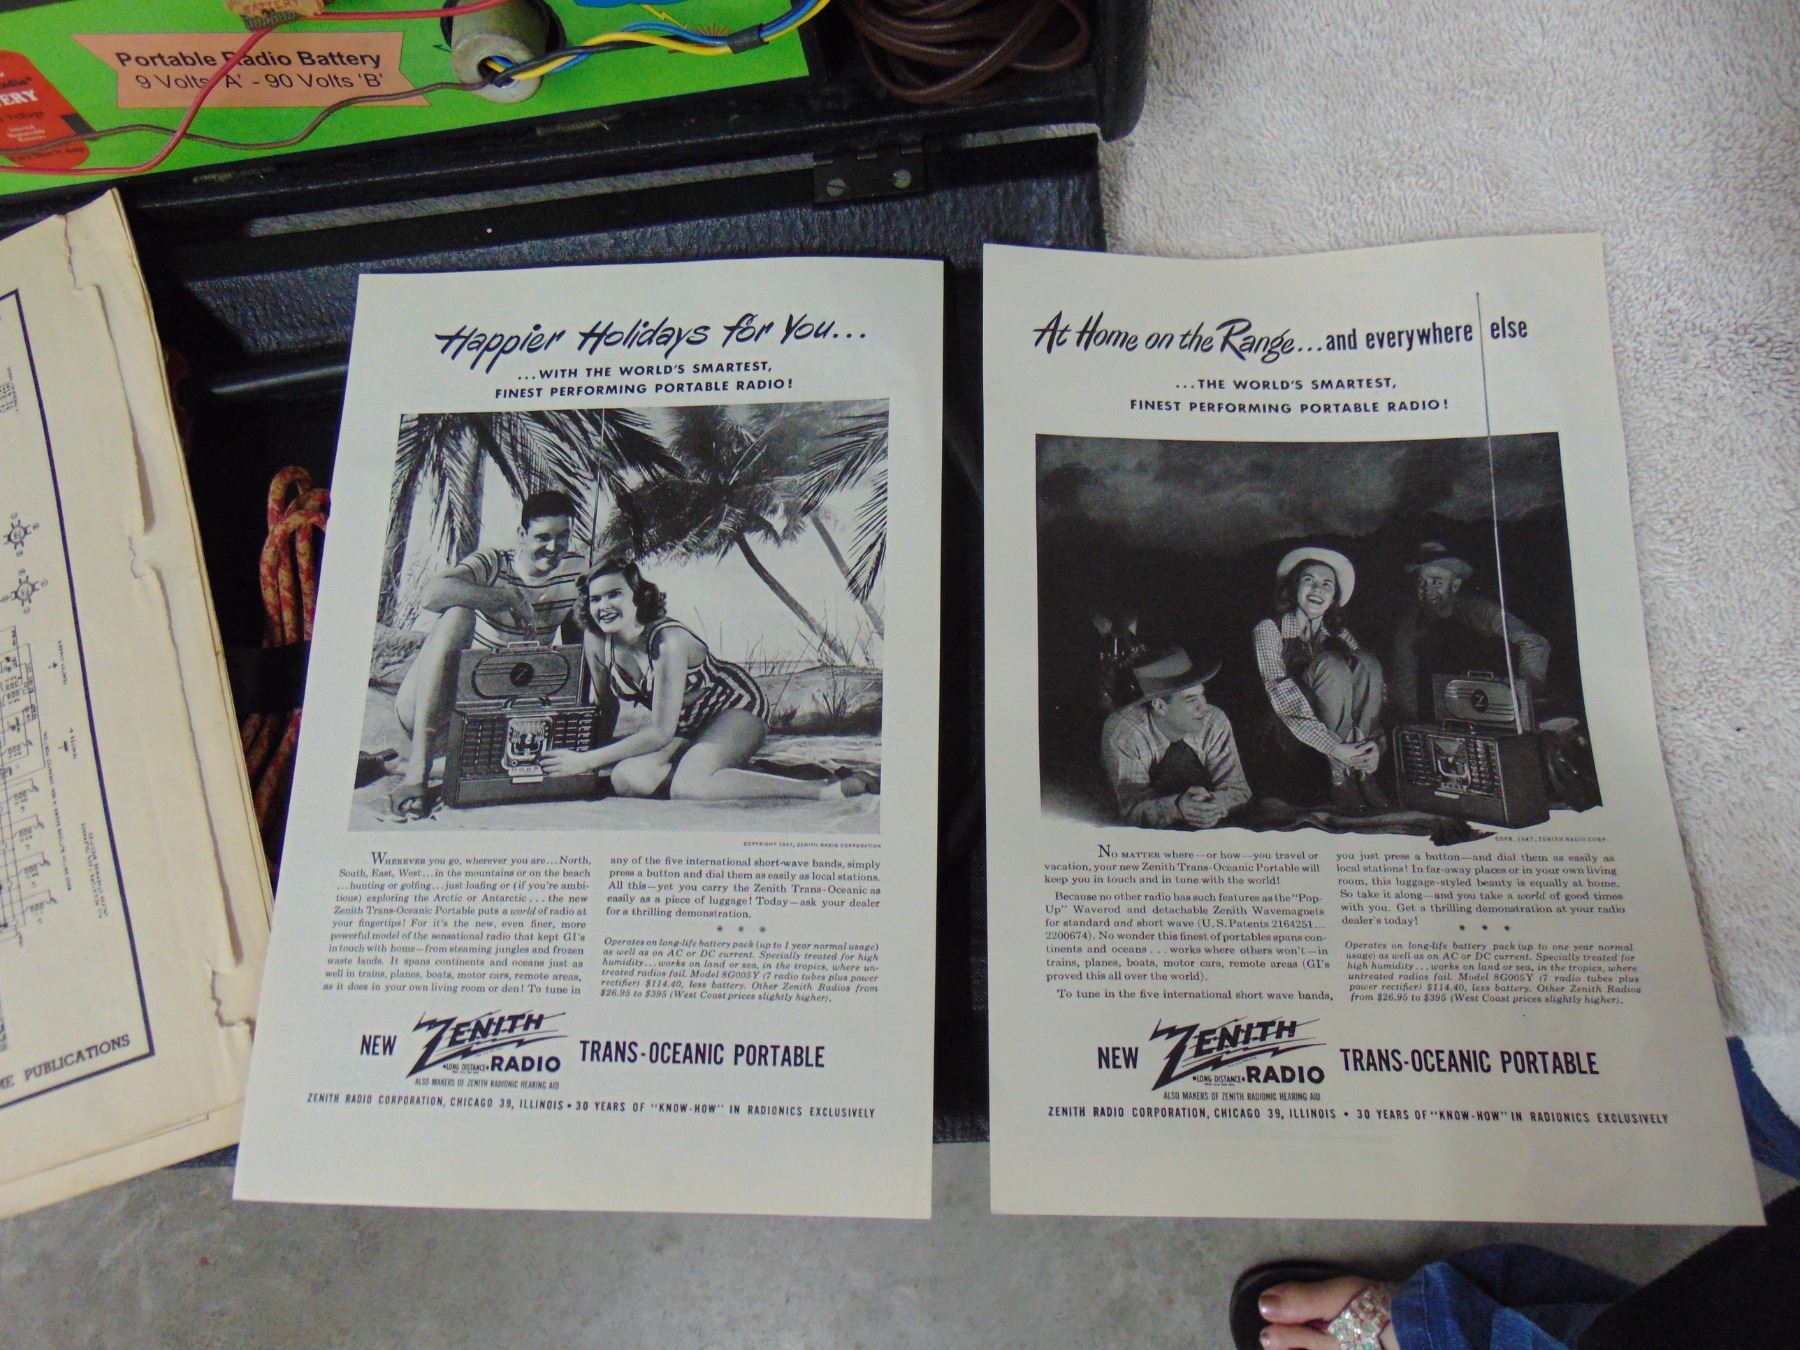 Portable Radio Battery
9 Volts 'A' - 90 Volts 'B'
BATTERY
ME PUBLICATIONS
Happier Holidays for You...
...WITH THE WORLD'S SMARTEST,
FINEST PERFORMING PORTABLE RADIO!
COPYRIGHT 1947, ZENITH RADIO CORPORATION
WHEREVER you go, wherever you are...North,
South, East, West...in the mountains or on the beach
...hunting or golfing...just loafing or (if you're ambi-
tious) exploring the Arctic or Antarctic... the new
Zenith Trans-Oceanic Portable puts a world of radio at
your fingertips! For it's the new, even finer, more
powerful model of the sensational radio that kept GI's
in touch with home—from steaming jungles and frozen
waste lands. It spans continents and oceans just as
well in trains, planes, boats, motor cars, remote areas,
as it does in your own living room or den! To tune in
any of the five international short-wave bands, simply
press a button and dial them as easily as local stations.
All this—yet you carry the Zenith Trans-Oceanic as
easily as a piece of luggage! Today—ask your dealer
for a thrilling demonstration.
* * *
Operates on long-life battery pack (up to 1 year normal usage)
as well as on AC or DC current. Specially treated for high
humidity...works on land or sea, in the tropics, where un-
treated radios fail. Model 8G005Y (7 radio tubes plus power
rectifier) $114.40, less battery. Other Zenith Radios from
$26.95 to $395 (West Coast prices slightly higher).
NEW ZENITH RADIO TRANS-OCEANIC PORTABLE
•LONG DISTANCE•
ALSO MAKERS OF ZENITH RADIONIC HEARING AID
ZENITH RADIO CORPORATION, CHICAGO 39, ILLINOIS • 30 YEARS OF "KNOW-HOW" IN RADIONICS EXCLUSIVELY
At Home on the Range...and everywhere else
...THE WORLD'S SMARTEST,
FINEST PERFORMING PORTABLE RADIO!
COPR. 1947, ZENITH RADIO CORP.
NO MATTER where—or how—you travel or
vacation, your new Zenith Trans-Oceanic Portable will
keep you in touch and in tune with the world!
Because no other radio has such features as the "Pop-
Up" Waverod and detachable Zenith Wavemagnets
for standard and short wave (U.S. Patents 2164251...
2200674). No wonder this finest of portables spans con-
tinents and oceans... works where others won't—in
trains, planes, boats, motor cars, remote areas (GI's
proved this all over the world).
To tune in the five international short wave bands,
you just press a button—and dial them as easily as
local stations! In far-away places or in your own living
room, this luggage-styled beauty is equally at home.
So take it along—and you take a world of good times
with you. Get a thrilling demonstration at your radio
dealer's today!
* * *
Operates on long-life battery pack (up to one year normal
usage) as well as on AC or DC current. Specially treated for
high humidity...works on land or sea, in the tropics, where
untreated radios fail. Model 8G005Y (7 radio tubes plus
power rectifier) $114.40, less battery. Other Zenith Radios
from $26.95 to $395 (West Coast prices slightly higher).
NEW ZENITH RADIO TRANS-OCEANIC PORTABLE
•LONG DISTANCE•
ALSO MAKERS OF ZENITH RADIONIC HEARING AID
ZENITH RADIO CORPORATION, CHICAGO 39, ILLINOIS • 30 YEARS OF "KNOW-HOW" IN RADIONICS EXCLUSIVELY